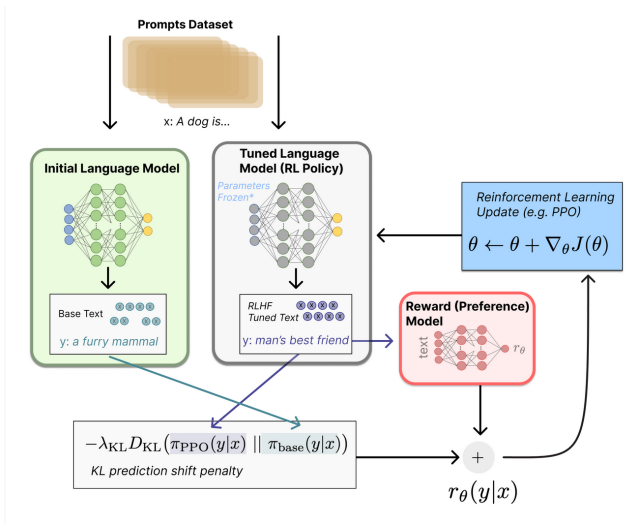 Prompts Dataset
x: A dog is...
Initial Language Model
Base Text
x x x x
x x x x
y: a furry mammal
Tuned Language
Model (RL Policy)
Parameters
Frozen*
RLHF
Tuned Text
x x x x
x x x x
y: man's best friend
Reinforcement Learning
Update (e.g. PPO)
θ ← θ + ∇θJ(θ)
Reward (Preference)
Model
text
rθ
−λKL DKL(πPPO(y|x) || πbase(y|x))
KL prediction shift penalty
+
rθ(y|x)